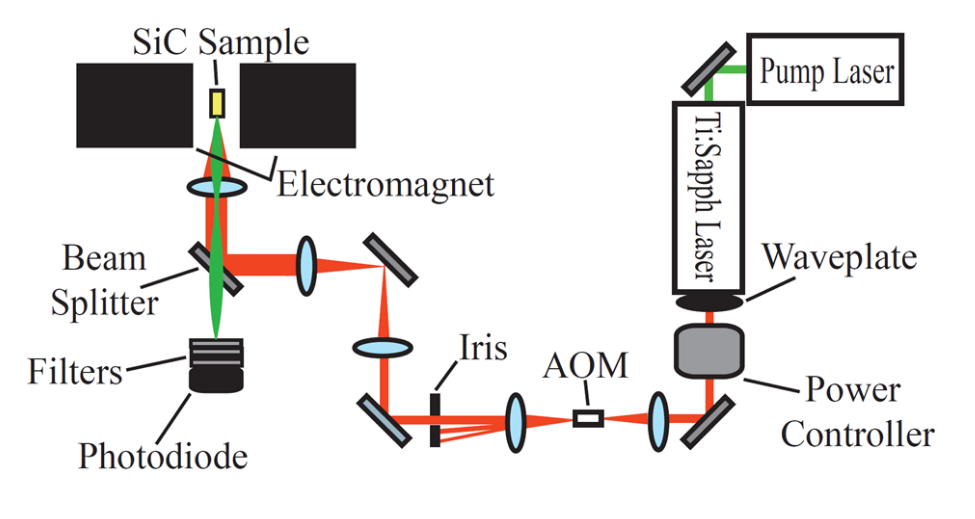 SiC Sample
Pump Laser
Ti:Sapph Laser
Electromagnet
Waveplate
Beam
Splitter
Iris
AOM
Filters
Power
Controller
Photodiode